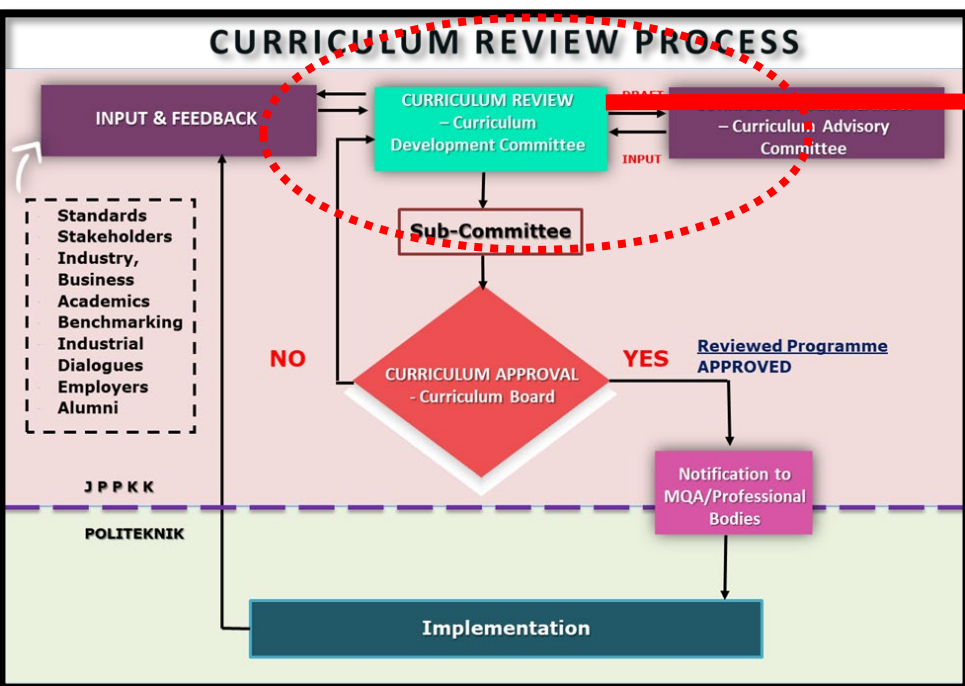 CURRICULUM REVIEW PROCESS
INPUT & FEEDBACK
CURRICULUM REVIEW
– Curriculum
Development Committee
DRAFT
INPUT
– Curriculum Advisory
Committee
Standards
Stakeholders
Industry,
Business
Academics
Benchmarking
Industrial
Dialogues
Employers
Alumni
Sub-Committee
NO
CURRICULUM APPROVAL
- Curriculum Board
YES
Reviewed Programme
APPROVED
Notification to
MQA/Professional
Bodies
J P P K K
POLITEKNIK
Implementation